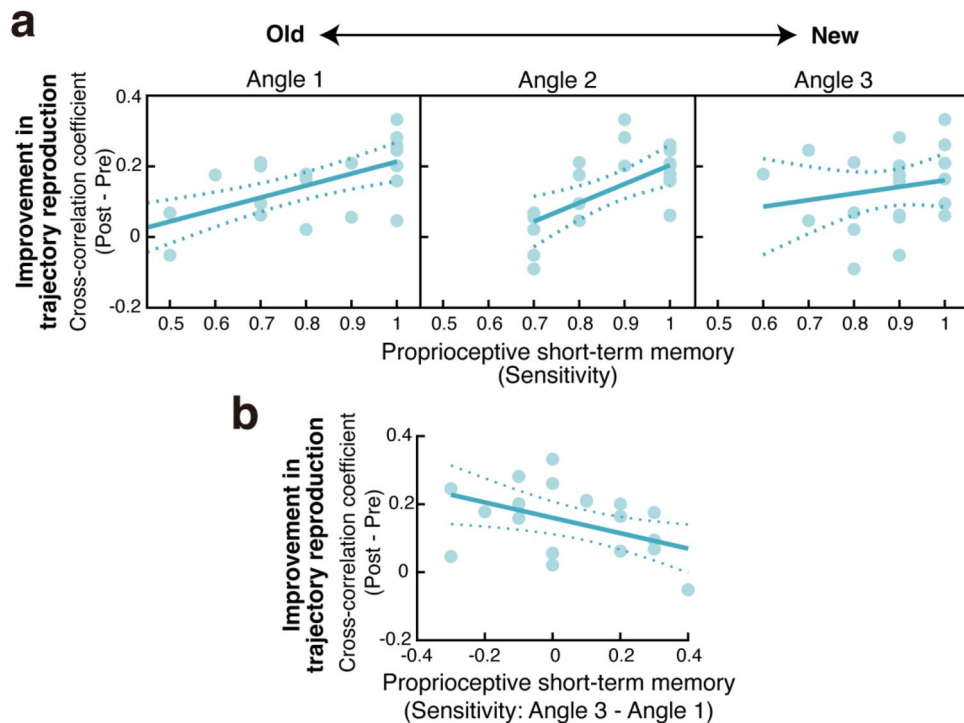 a
Old New
Angle 1 Angle 2 Angle 3
Improvement in
trajectory reproduction
Cross-correlation coefficient
(Post - Pre)
0.4
0.2
0
-0.2
0.5 0.6 0.7 0.8 0.9 1 0.5 0.6 0.7 0.8 0.9 1 0.5 0.6 0.7 0.8 0.9 1
Proprioceptive short-term memory
(Sensitivity)
b
Improvement in
trajectory reproduction
Cross-correlation coefficient
(Post - Pre)
0.4
0.2
0
-0.2
-0.4 -0.2 0 0.2 0.4
Proprioceptive short-term memory
(Sensitivity: Angle 3 - Angle 1)